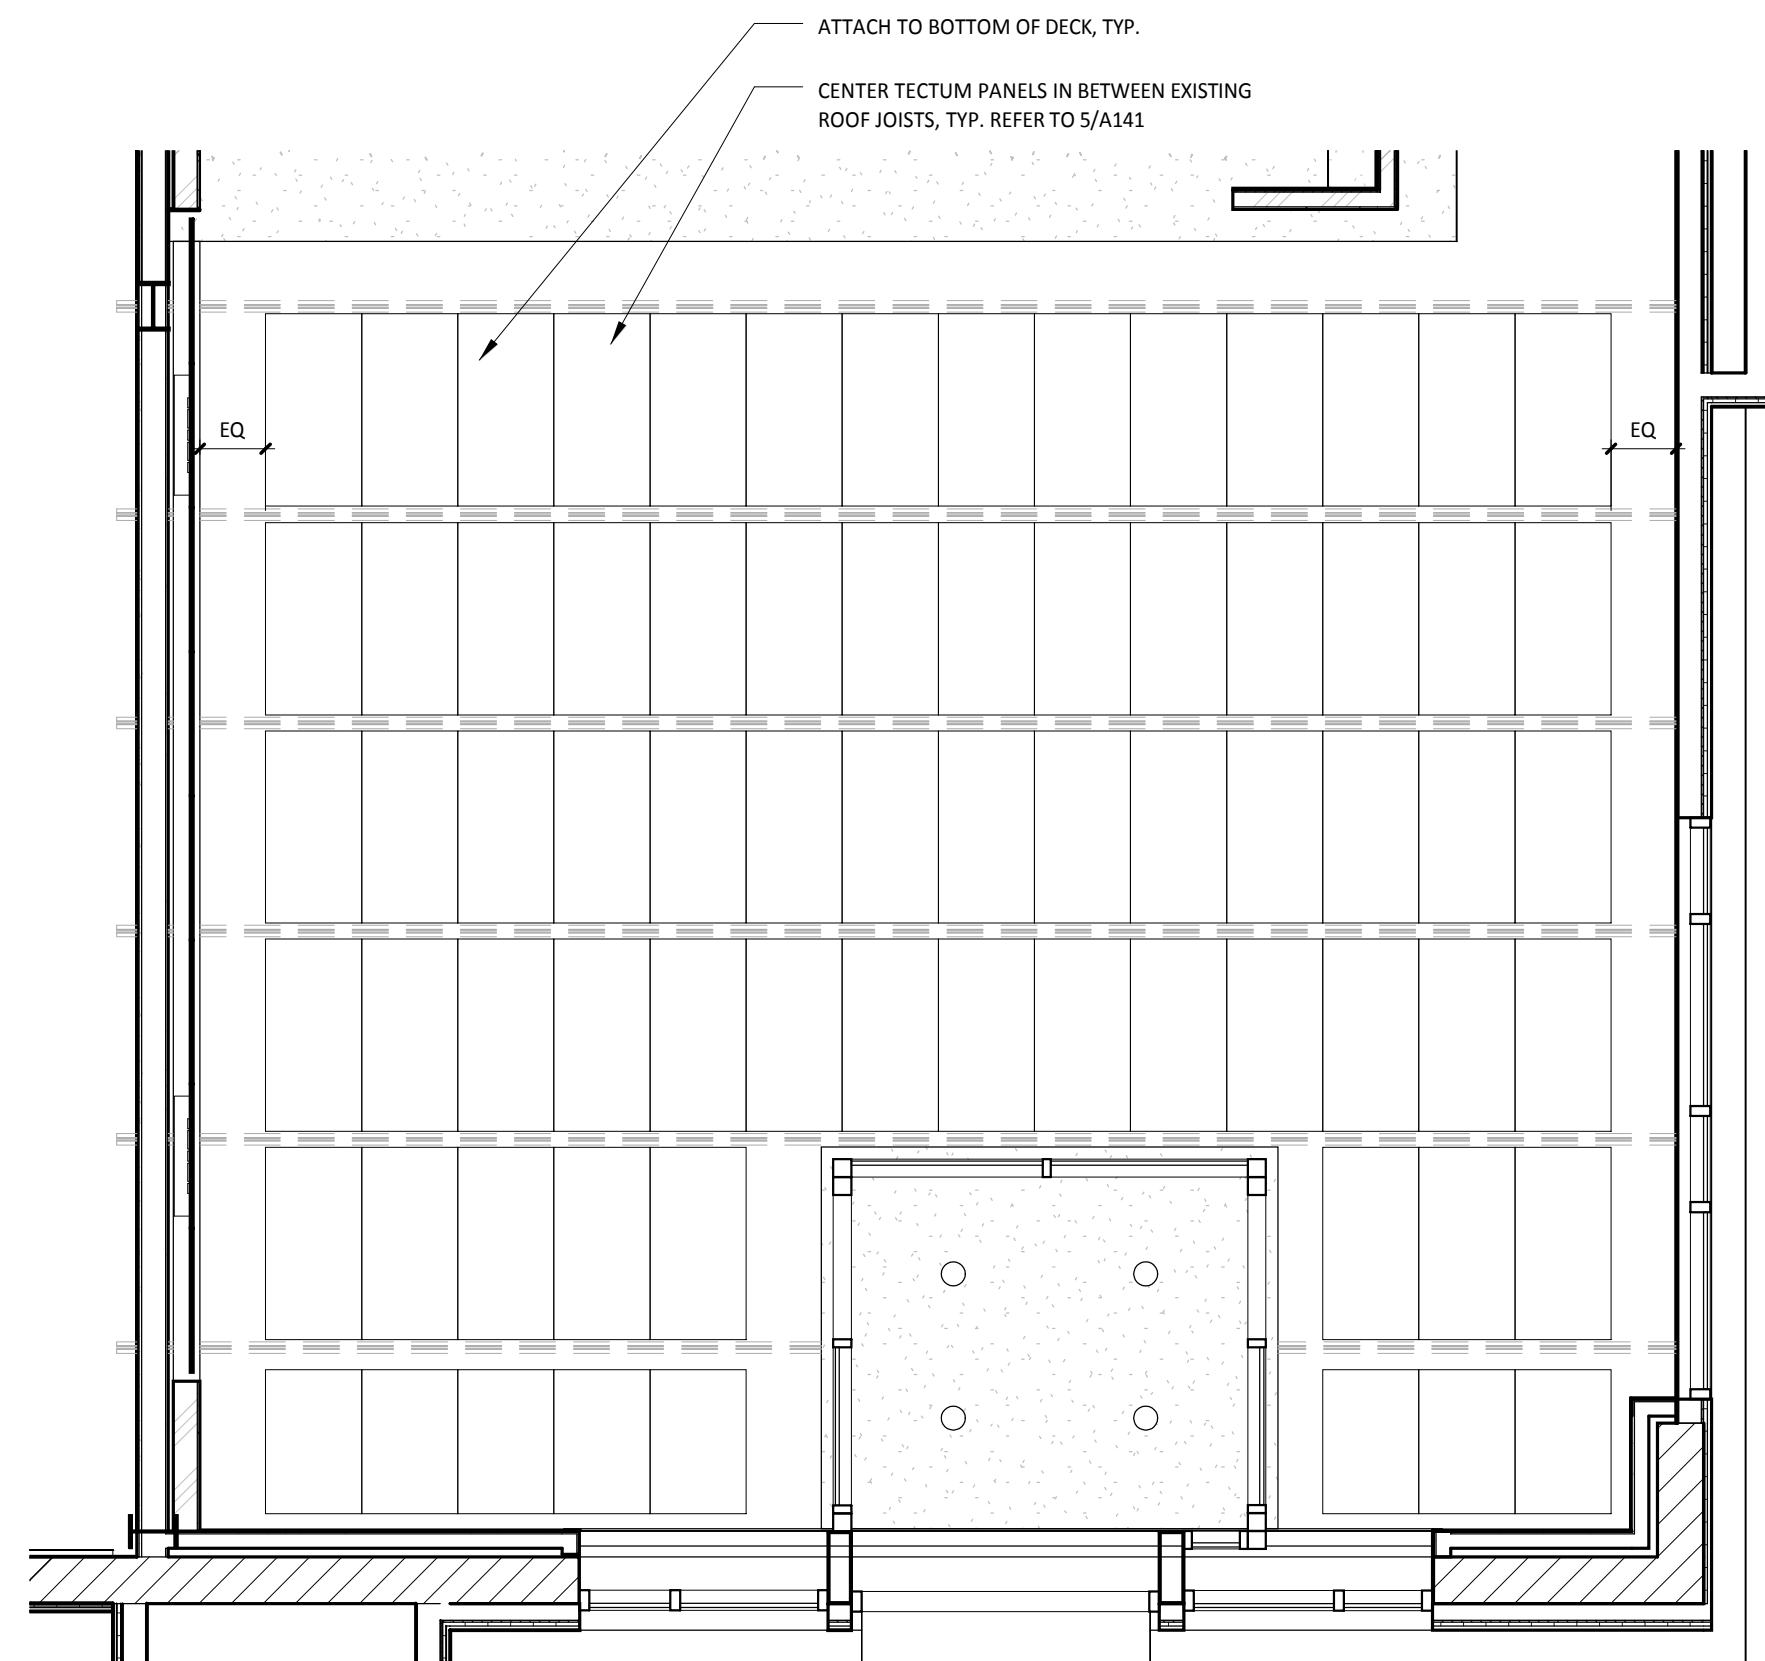 ATTACH TO BOTTOM OF DECK, TYP.
CENTER TECTUM PANELS IN BETWEEN EXISTING
ROOF JOISTS, TYP. REFER TO 5/A141
EQ
EQ